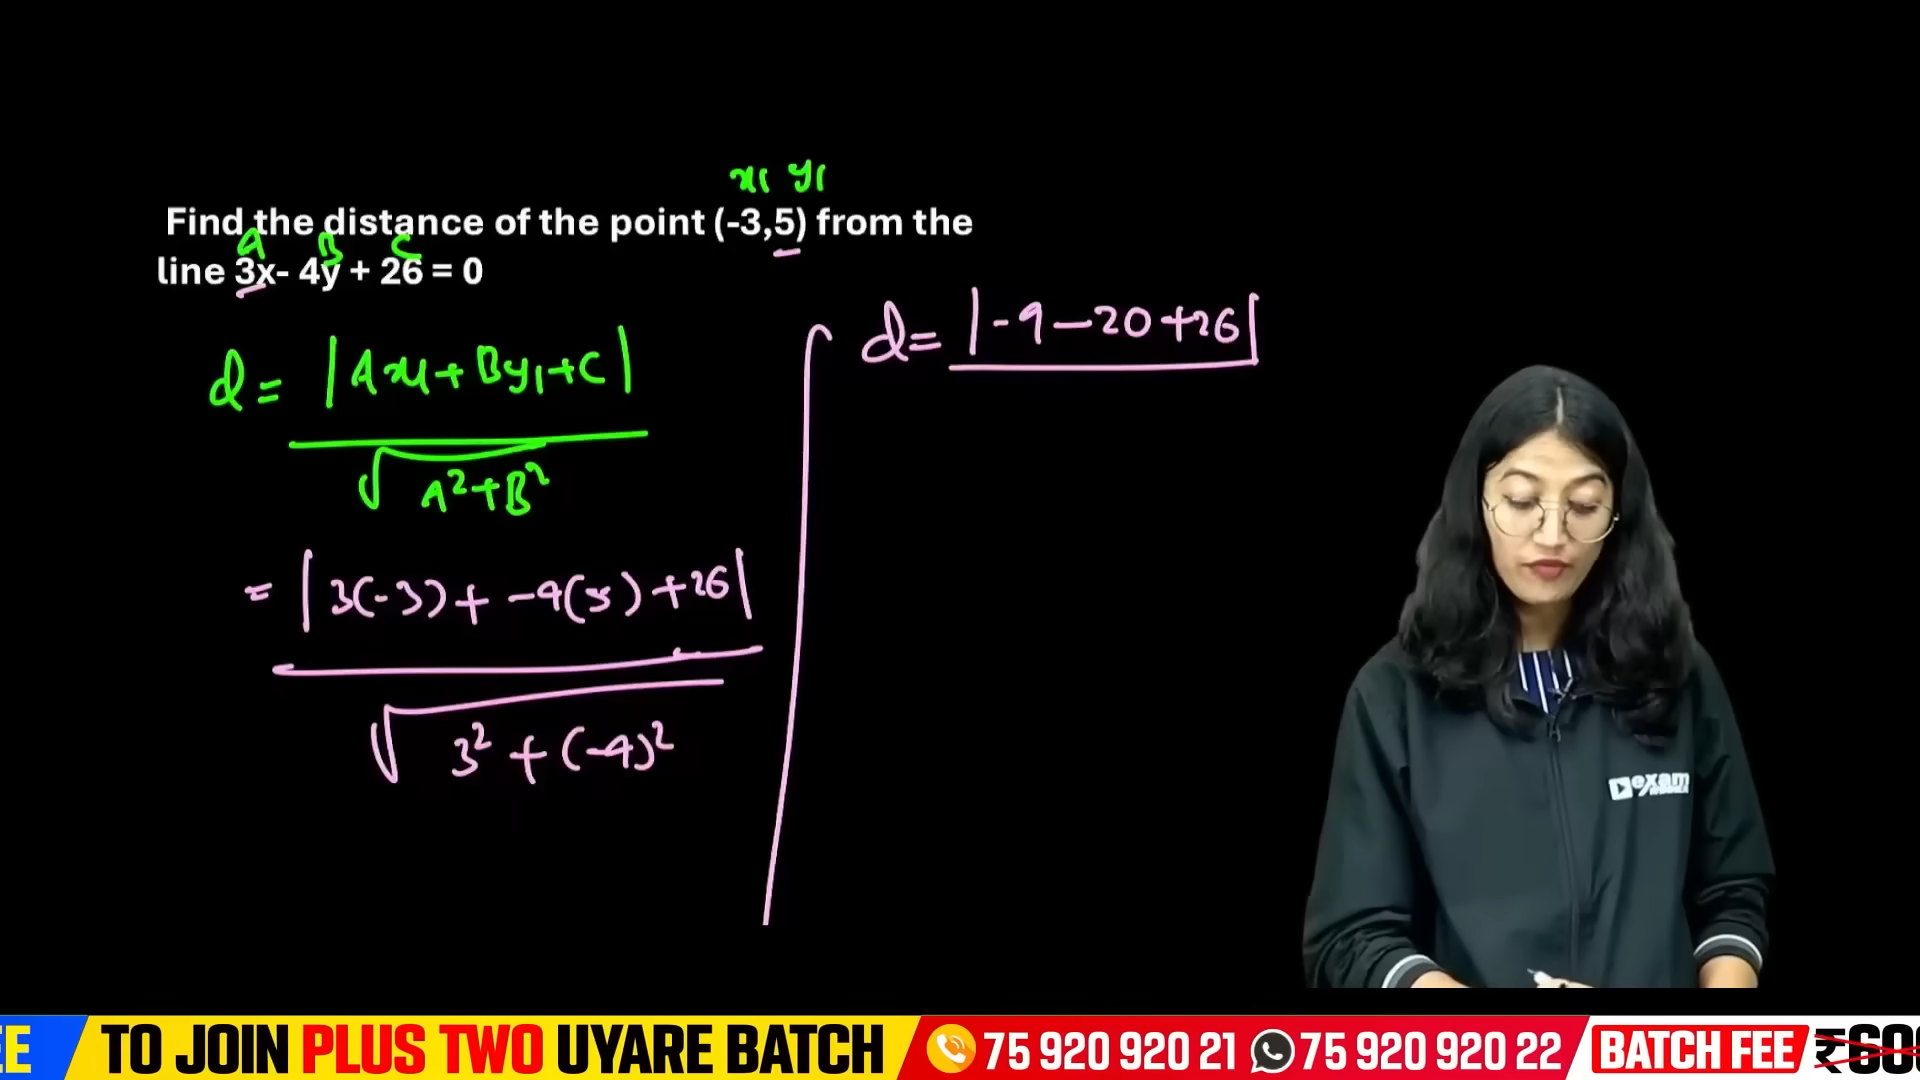 x₁ y₁
Find the distance of the point (-3,5) from the
A B C
line 3x- 4y + 26 = 0
d = |Ax₁ + By₁ + C|
√ A² + B²
= |3(-3) + -4(5) + 26|
√ 3² + (-4)²
d = |-9 - 20 + 26|
exam
EE TO JOIN PLUS TWO UYARE BATCH 75 920 920 21 75 920 920 22 BATCH FEE ₹600